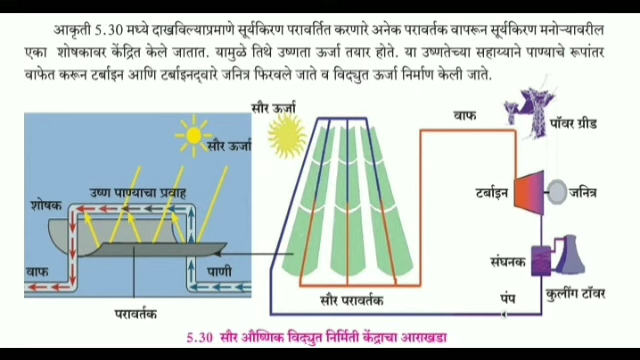 आकृती 5.30 मध्ये दाखविल्याप्रमाणे सूर्यकिरण परावर्तित करणारे अनेक परावर्तक वापरून सूर्यकिरण मनोऱ्यावरील
एका शोषकावर केंद्रित केले जातात. यामुळे तिथे उष्णता ऊर्जा तयार होते. या उष्णतेच्या सहाय्याने पाण्याचे रूपांतर
वाफेत करून टर्बाइन आणि टर्बाइनद्वारे जनित्र फिरवले जाते व विद्युत ऊर्जा निर्माण केली जाते.
सौर ऊर्जा
वाफ
पॉवर ग्रीड
सौर ऊर्जा
उष्ण पाण्याचा प्रवाह
शोषक
टर्बाइन
जनित्र
वाफ
पाणी
संघनक
सौर परावर्तक
पंप
कुलींग टॉवर
परावर्तक
5.30 सौर औष्णिक विद्युत निर्मिती केंद्राचा आराखडा